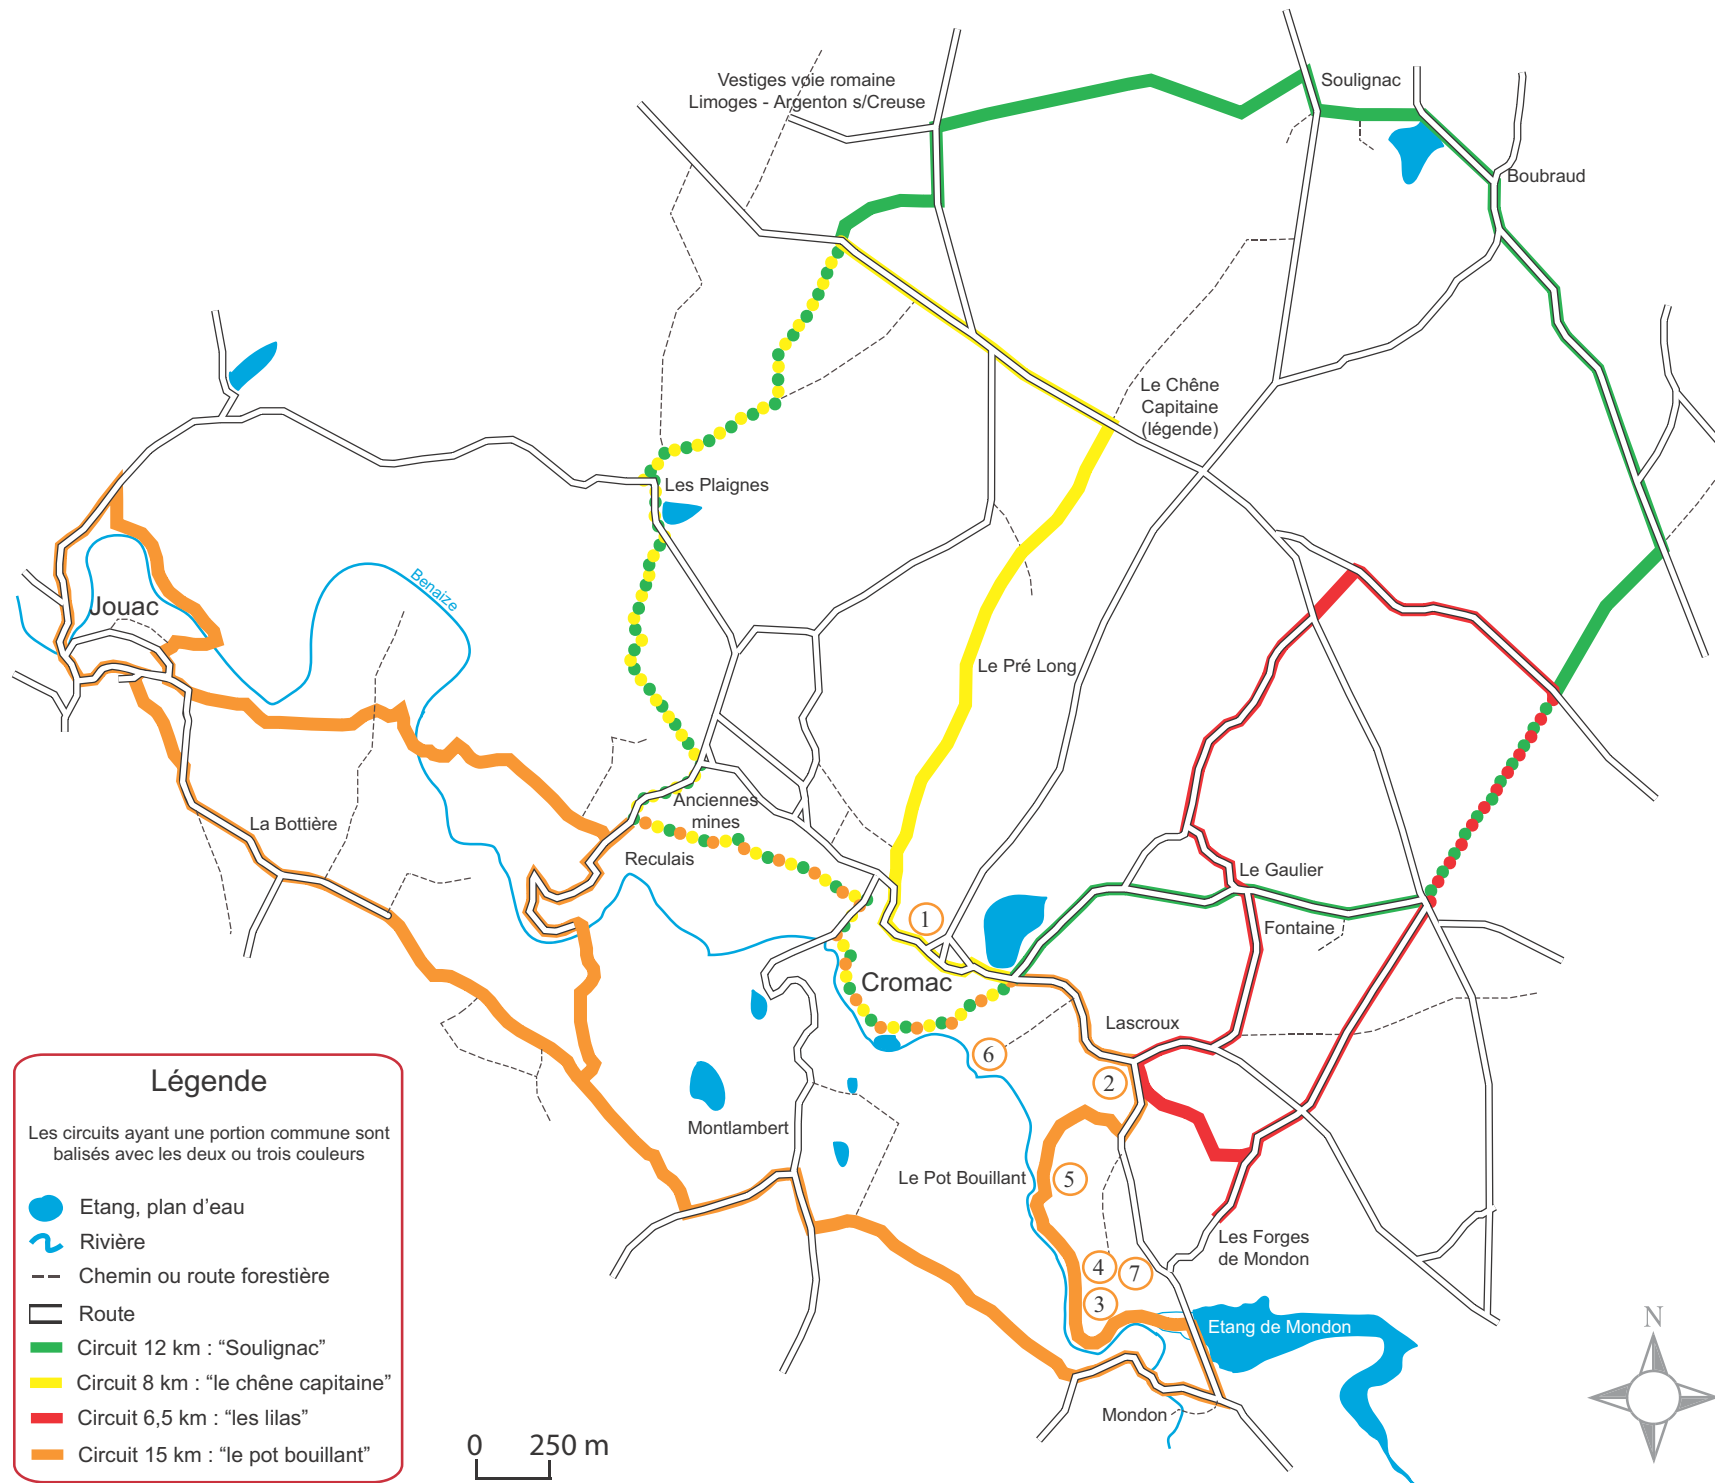 Vestiges voie romaine
Limoges - Argenton s/Creuse
Soulignac
Boubraud
Le Chêne
Capitaine
(légende)
Les Plaignes
Benaize
Jouac
Le Pré Long
Anciennes
mines
La Bottière
Reculais
Le Gaulier
Fontaine
1
Cromac
Lascroux
6
2
Montlambert
Le Pot Bouillant
5
Les Forges
de Mondon
4
7
3
Etang de Mondon
Mondon
N
Légende
Les circuits ayant une portion commune sont
balisés avec les deux ou trois couleurs
Etang, plan d’eau
Rivière
Chemin ou route forestière
Route
Circuit 12 km : “Soulignac”
Circuit 8 km : “le chêne capitaine”
Circuit 6,5 km : “les lilas”
Circuit 15 km : “le pot bouillant”
0 250 m